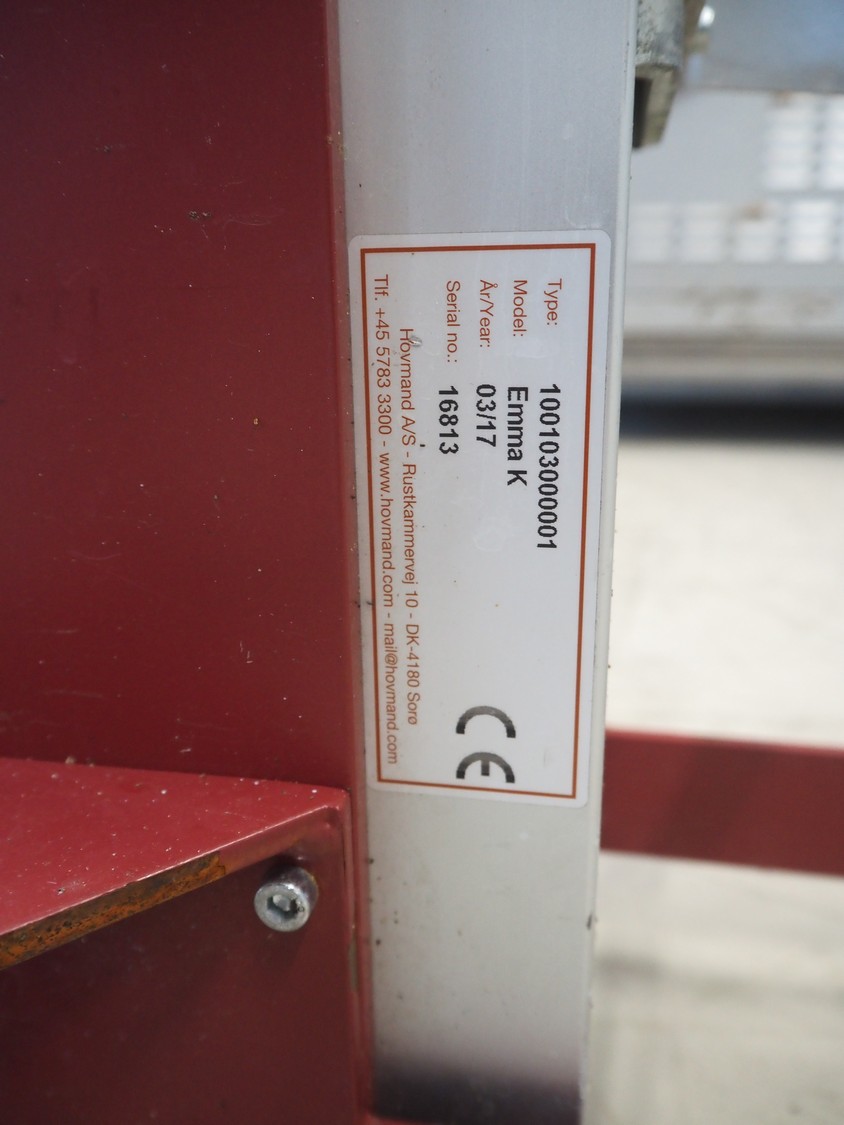 Type: 100103000001
Model: Emma K
År/Year: 03/17
Serial no.: 16813
CE
Hovmand A/S - Rustkammervej 10 - DK-4180 Sorø
Tlf. +45 5783 3300 - www.hovmand.com - mail@hovmand.com